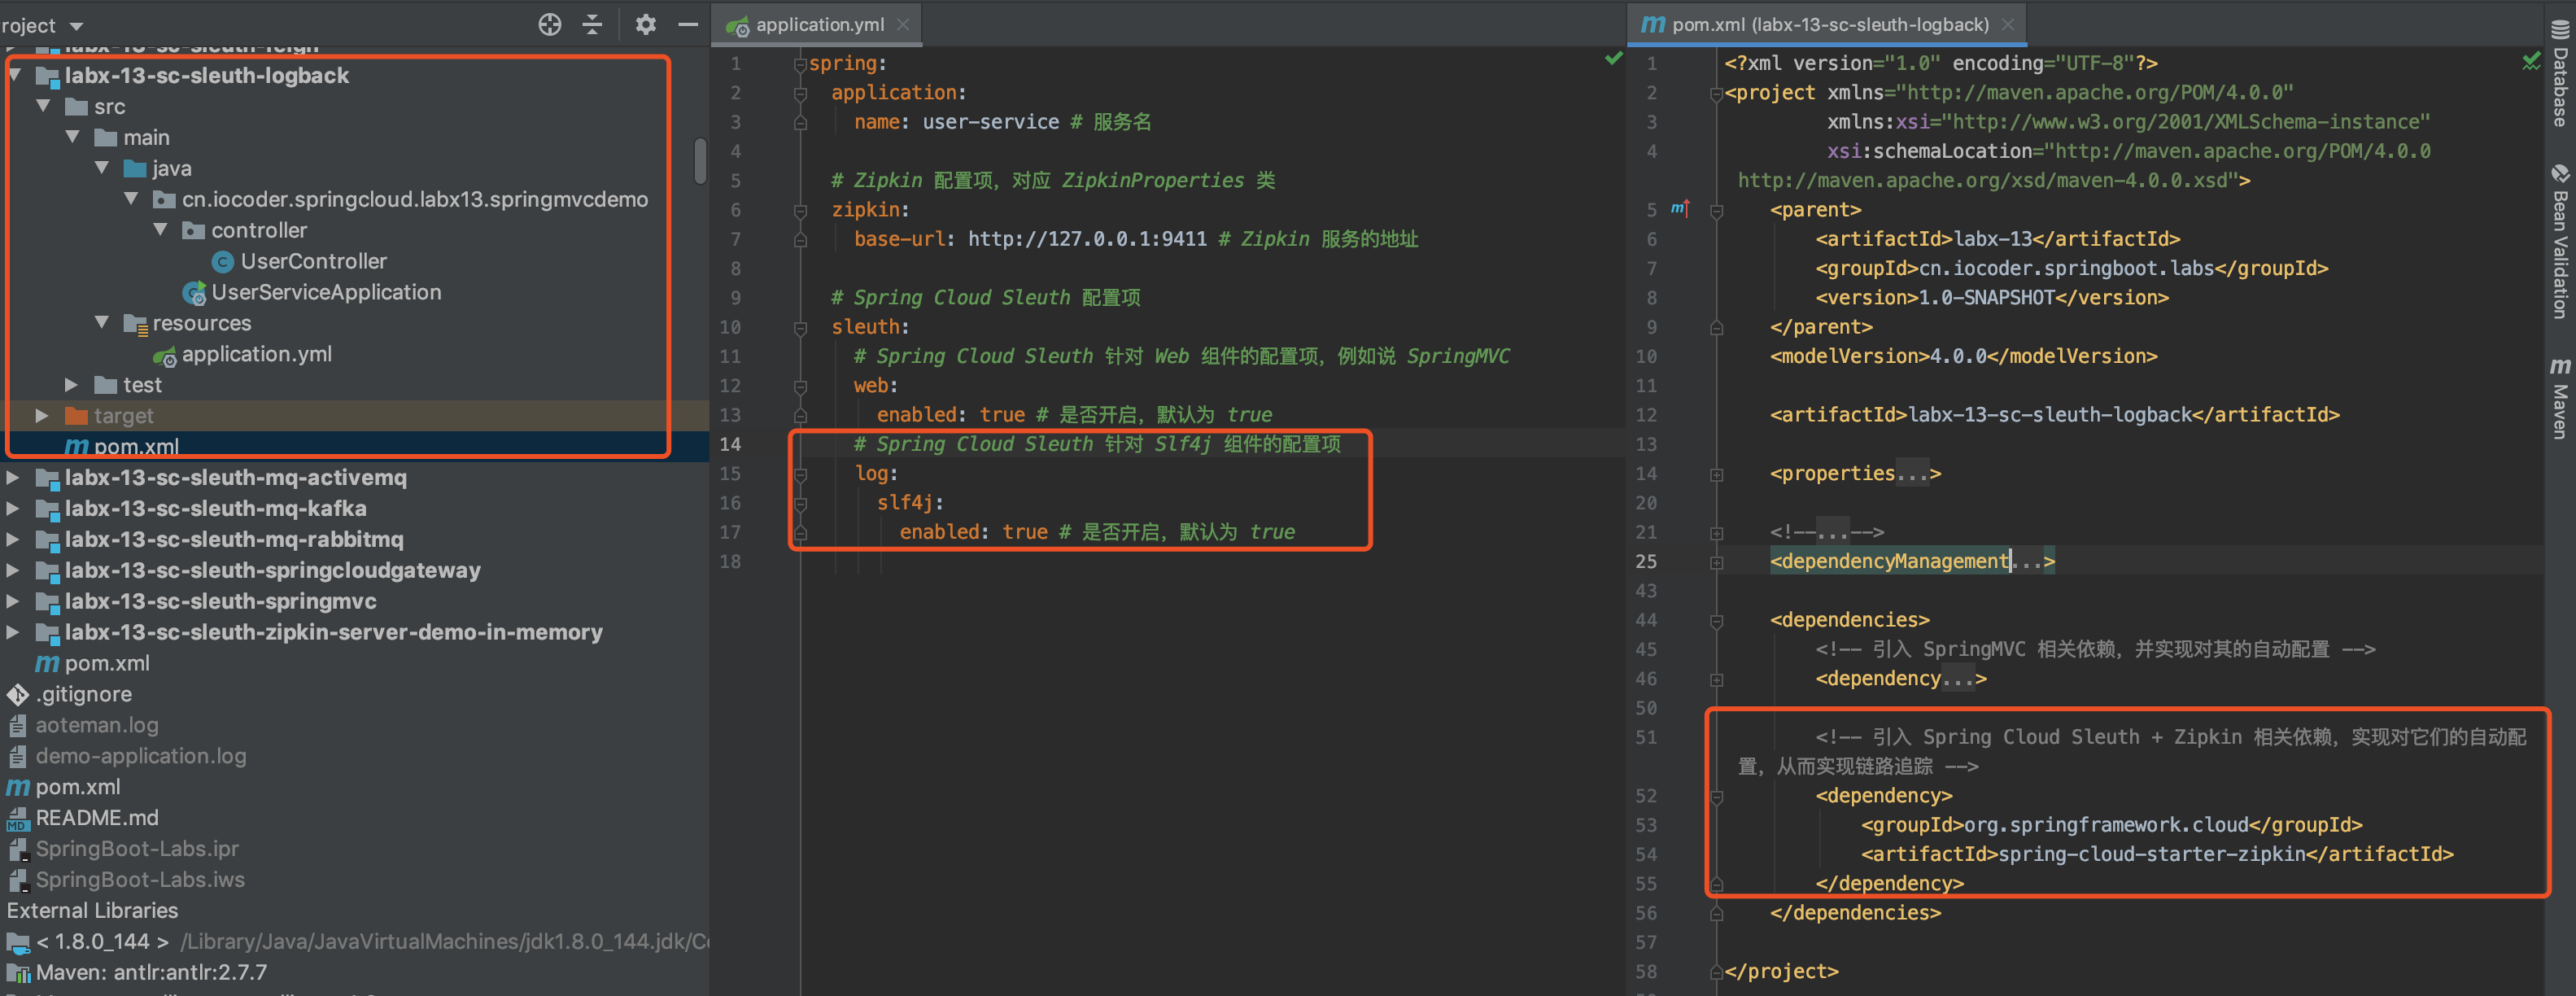 roject
application.yml
pom.xml (labx-13-sc-sleuth-logback)
labx-13-sc-sleuth-feign
labx-13-sc-sleuth-logback
src
main
java
cn.iocoder.springcloud.labx13.springmvcdemo
controller
UserController
UserServiceApplication
resources
application.yml
test
target
pom.xml
labx-13-sc-sleuth-mq-activemq
labx-13-sc-sleuth-mq-kafka
labx-13-sc-sleuth-mq-rabbitmq
labx-13-sc-sleuth-springcloudgateway
labx-13-sc-sleuth-springmvc
labx-13-sc-sleuth-zipkin-server-demo-in-memory
pom.xml
.gitignore
aoteman.log
demo-application.log
pom.xml
README.md
SpringBoot-Labs.ipr
SpringBoot-Labs.iws
External Libraries
< 1.8.0_144 > /Library/Java/JavaVirtualMachines/jdk1.8.0_144.jdk/Co
Maven: antlr:antlr:2.7.7
1 spring:
2 application:
3 name: user-service # 服务名
4
5 # Zipkin 配置项，对应 ZipkinProperties 类
6 zipkin:
7 base-url: http://127.0.0.1:9411 # Zipkin 服务的地址
8
9 # Spring Cloud Sleuth 配置项
10 sleuth:
11 # Spring Cloud Sleuth 针对 Web 组件的配置项，例如说 SpringMVC
12 web:
13 enabled: true # 是否开启，默认为 true
14 # Spring Cloud Sleuth 针对 Slf4j 组件的配置项
15 log:
16 slf4j:
17 enabled: true # 是否开启，默认为 true
18
1 <?xml version="1.0" encoding="UTF-8"?>
2 <project xmlns="http://maven.apache.org/POM/4.0.0"
3 xmlns:xsi="http://www.w3.org/2001/XMLSchema-instance"
4 xsi:schemaLocation="http://maven.apache.org/POM/4.0.0
http://maven.apache.org/xsd/maven-4.0.0.xsd">
5 <parent>
6 <artifactId>labx-13</artifactId>
7 <groupId>cn.iocoder.springboot.labs</groupId>
8 <version>1.0-SNAPSHOT</version>
9 </parent>
10 <modelVersion>4.0.0</modelVersion>
11
12 <artifactId>labx-13-sc-sleuth-logback</artifactId>
13
14 <properties...>
20
21 <!--...-->
25 <dependencyManagement...>
43
44 <dependencies>
45 <!-- 引入 SpringMVC 相关依赖，并实现对其的自动配置 -->
46 <dependency...>
50
51 <!-- 引入 Spring Cloud Sleuth + Zipkin 相关依赖，实现对它们的自动配
置，从而实现链路追踪 -->
52 <dependency>
53 <groupId>org.springframework.cloud</groupId>
54 <artifactId>spring-cloud-starter-zipkin</artifactId>
55 </dependency>
56 </dependencies>
57
58 </project>
Database
Bean Validation
Maven